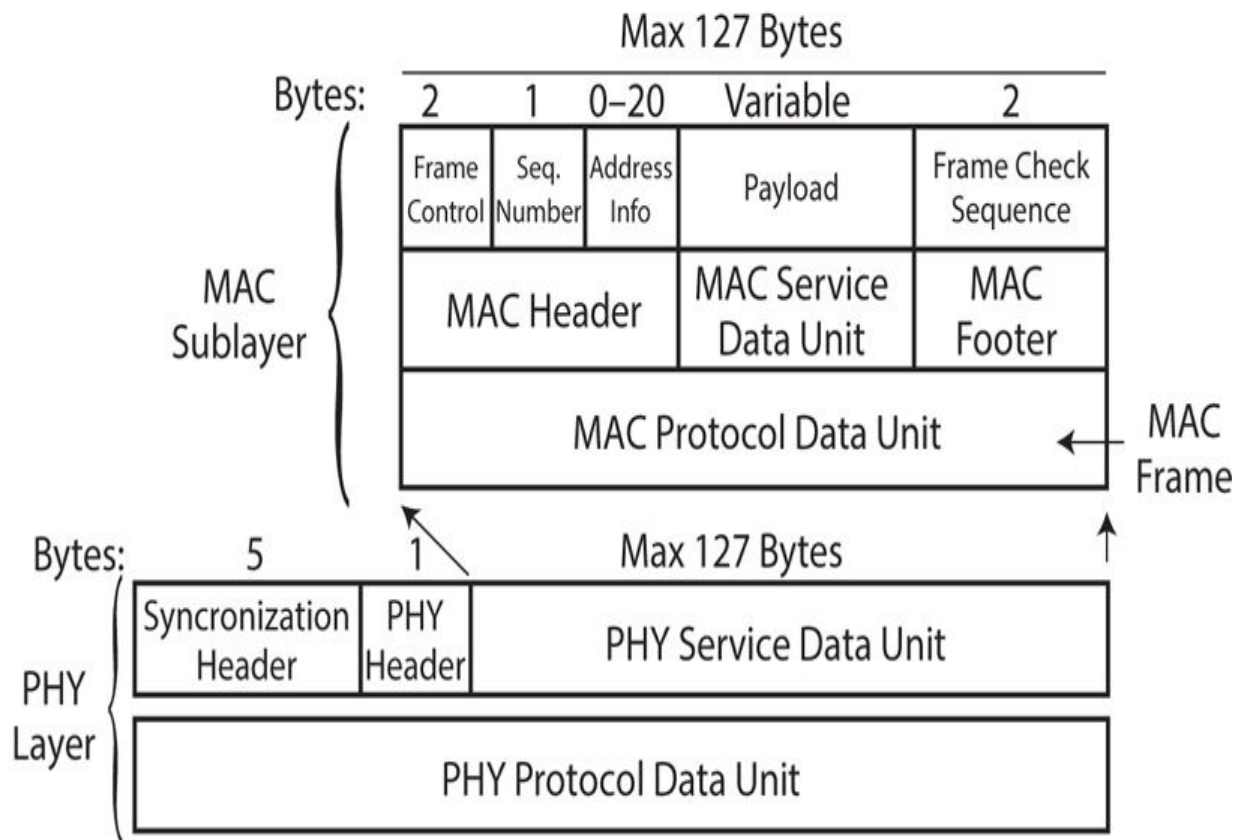 Max 127 Bytes
Bytes: 2 1 0–20 Variable 2
Frame Control
Seq. Number
Address Info
Payload
Frame Check Sequence
MAC Sublayer
MAC Header
MAC Service Data Unit
MAC Footer
MAC Protocol Data Unit
MAC Frame
Bytes: 5 1 Max 127 Bytes
Syncronization Header
PHY Header
PHY Service Data Unit
PHY Layer
PHY Protocol Data Unit